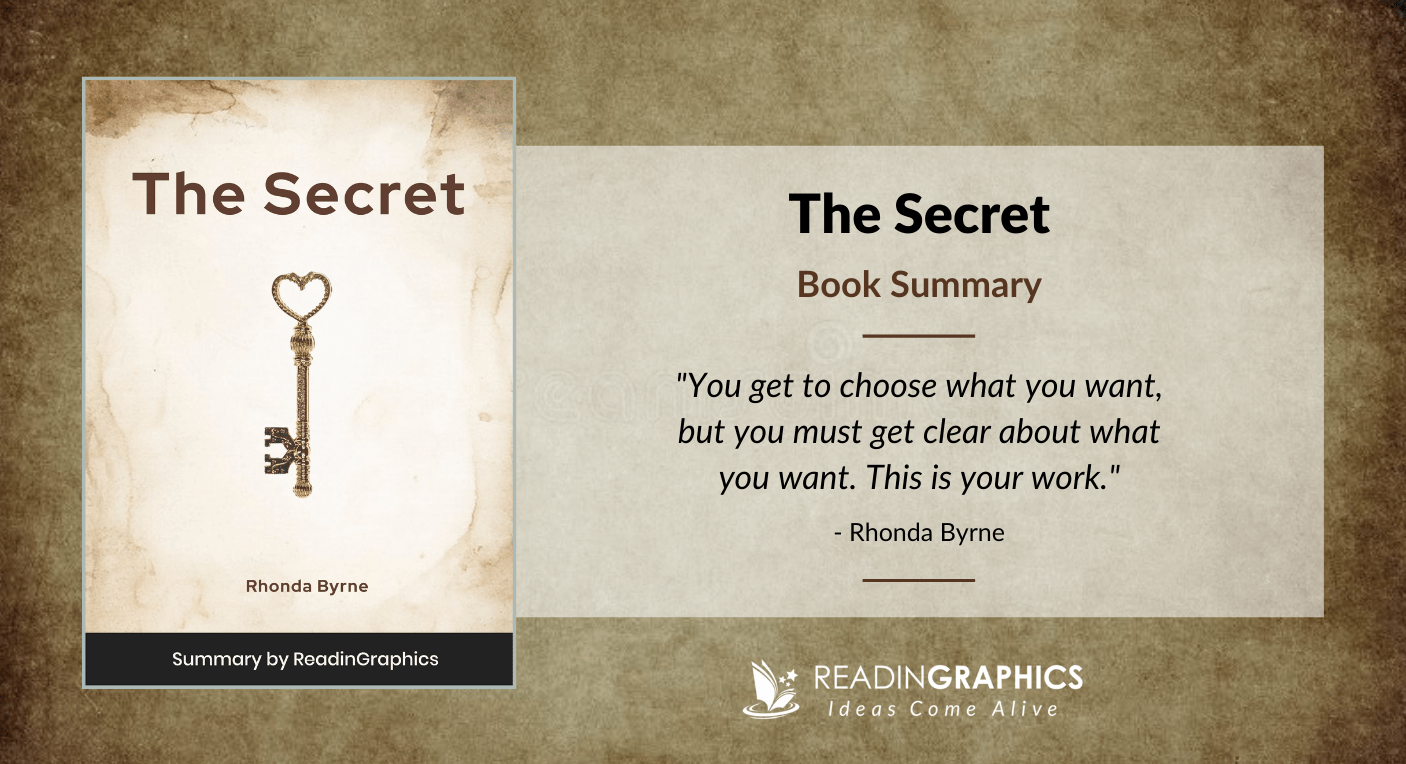 The Secret
Rhonda Byrne
Summary by ReadinGraphics
The Secret
Book Summary
"You get to choose what you want,
but you must get clear about what
you want. This is your work."
- Rhonda Byrne
READINGRAPHICS
Ideas Come Alive